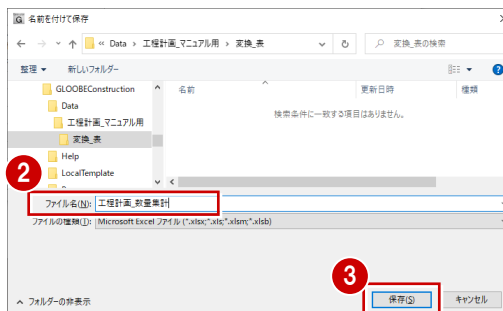 G 名前を付けて保存
« Data › 工程計画_マニュアル用 › 変換_表
変換_表の検索
整理 新しいフォルダー
GLOOBEConstruction
Data
工程計画_マニュアル用
変換_表
Help
LocalTemplate
名前 更新日時 種類
検索条件に一致する項目はありません。
2
ファイル名(N): 工程計画_数量集計
ファイルの種類(T): Microsoft Excel ファイル (*.xlsx;*.xls;*.xlsm;*.xlsb)
3
フォルダーの非表示
保存(S) キャンセル